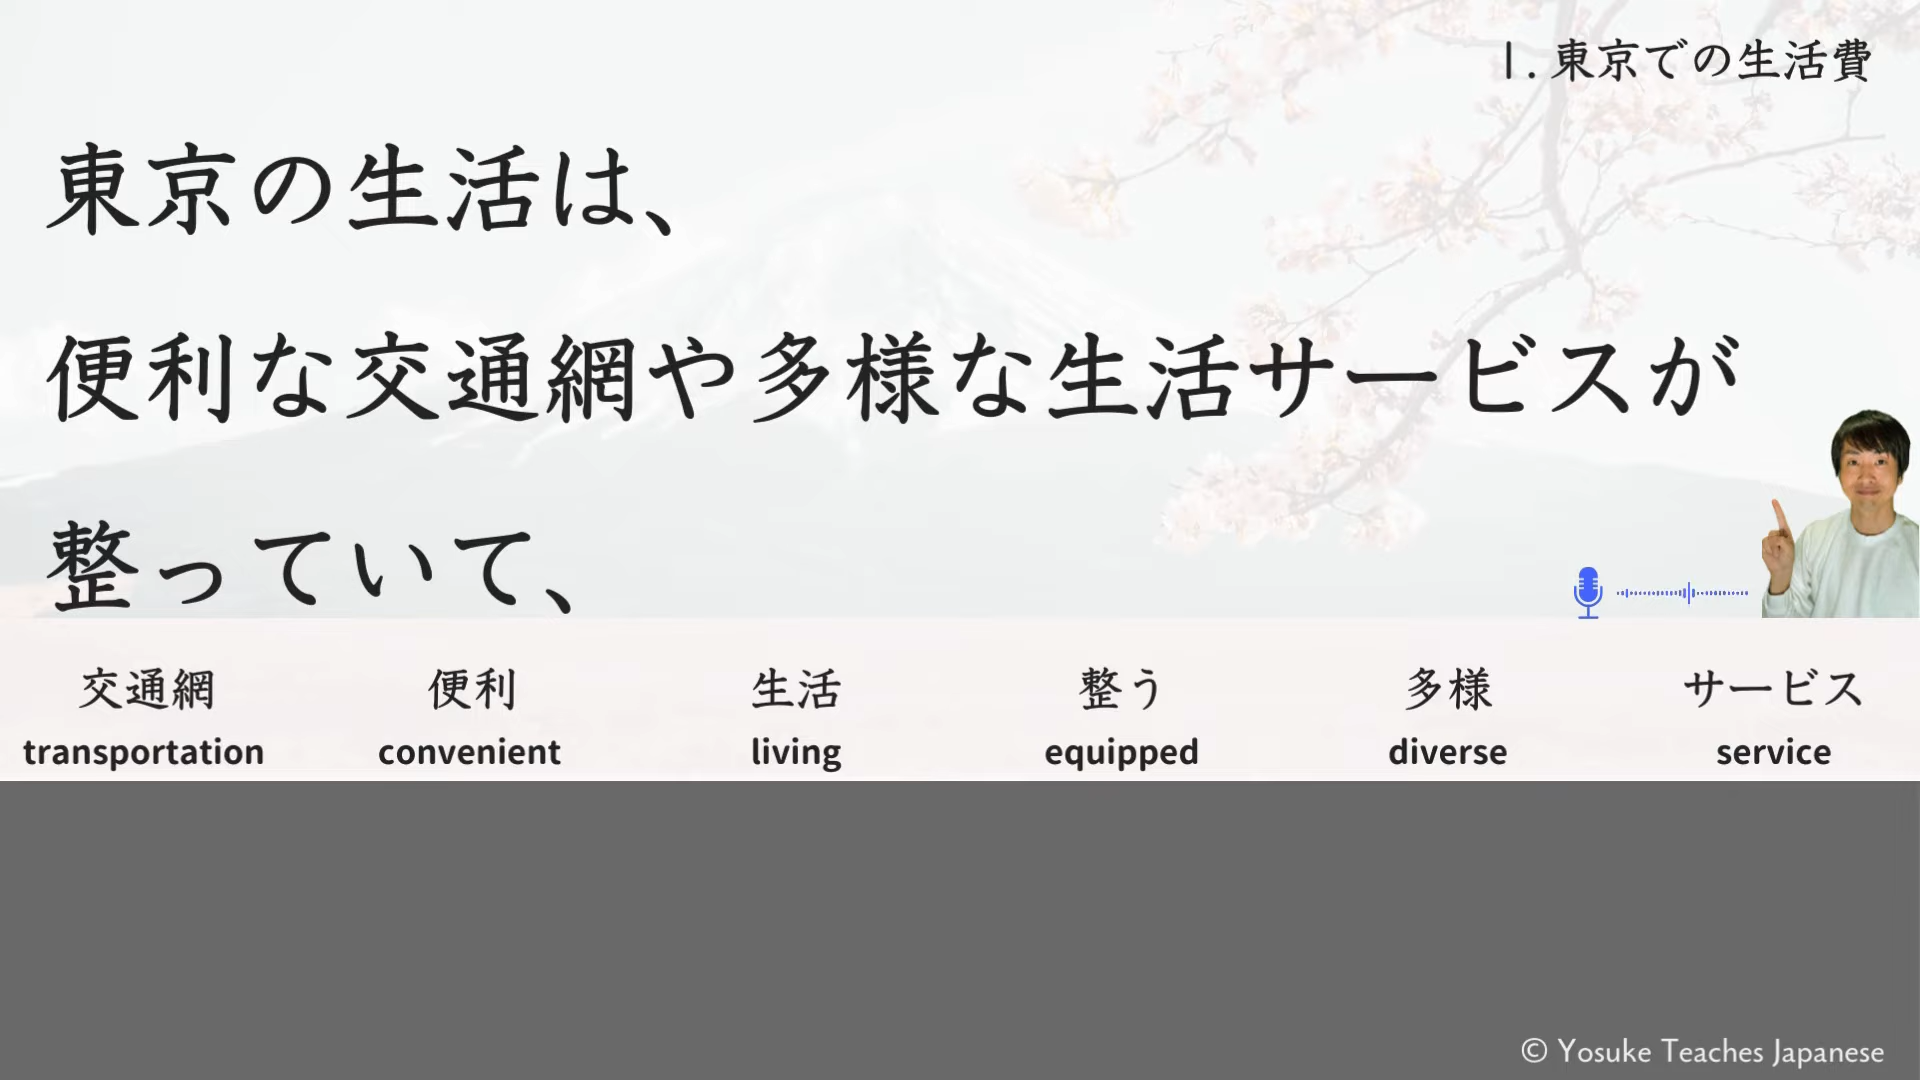 1. 東京での生活費
東京の生活は、
便利な交通網や多様な生活サービスが
整っていて、
交通網 便利 生活 整う 多様 サービス
transportation convenient living equipped diverse service
© Yosuke Teaches Japanese